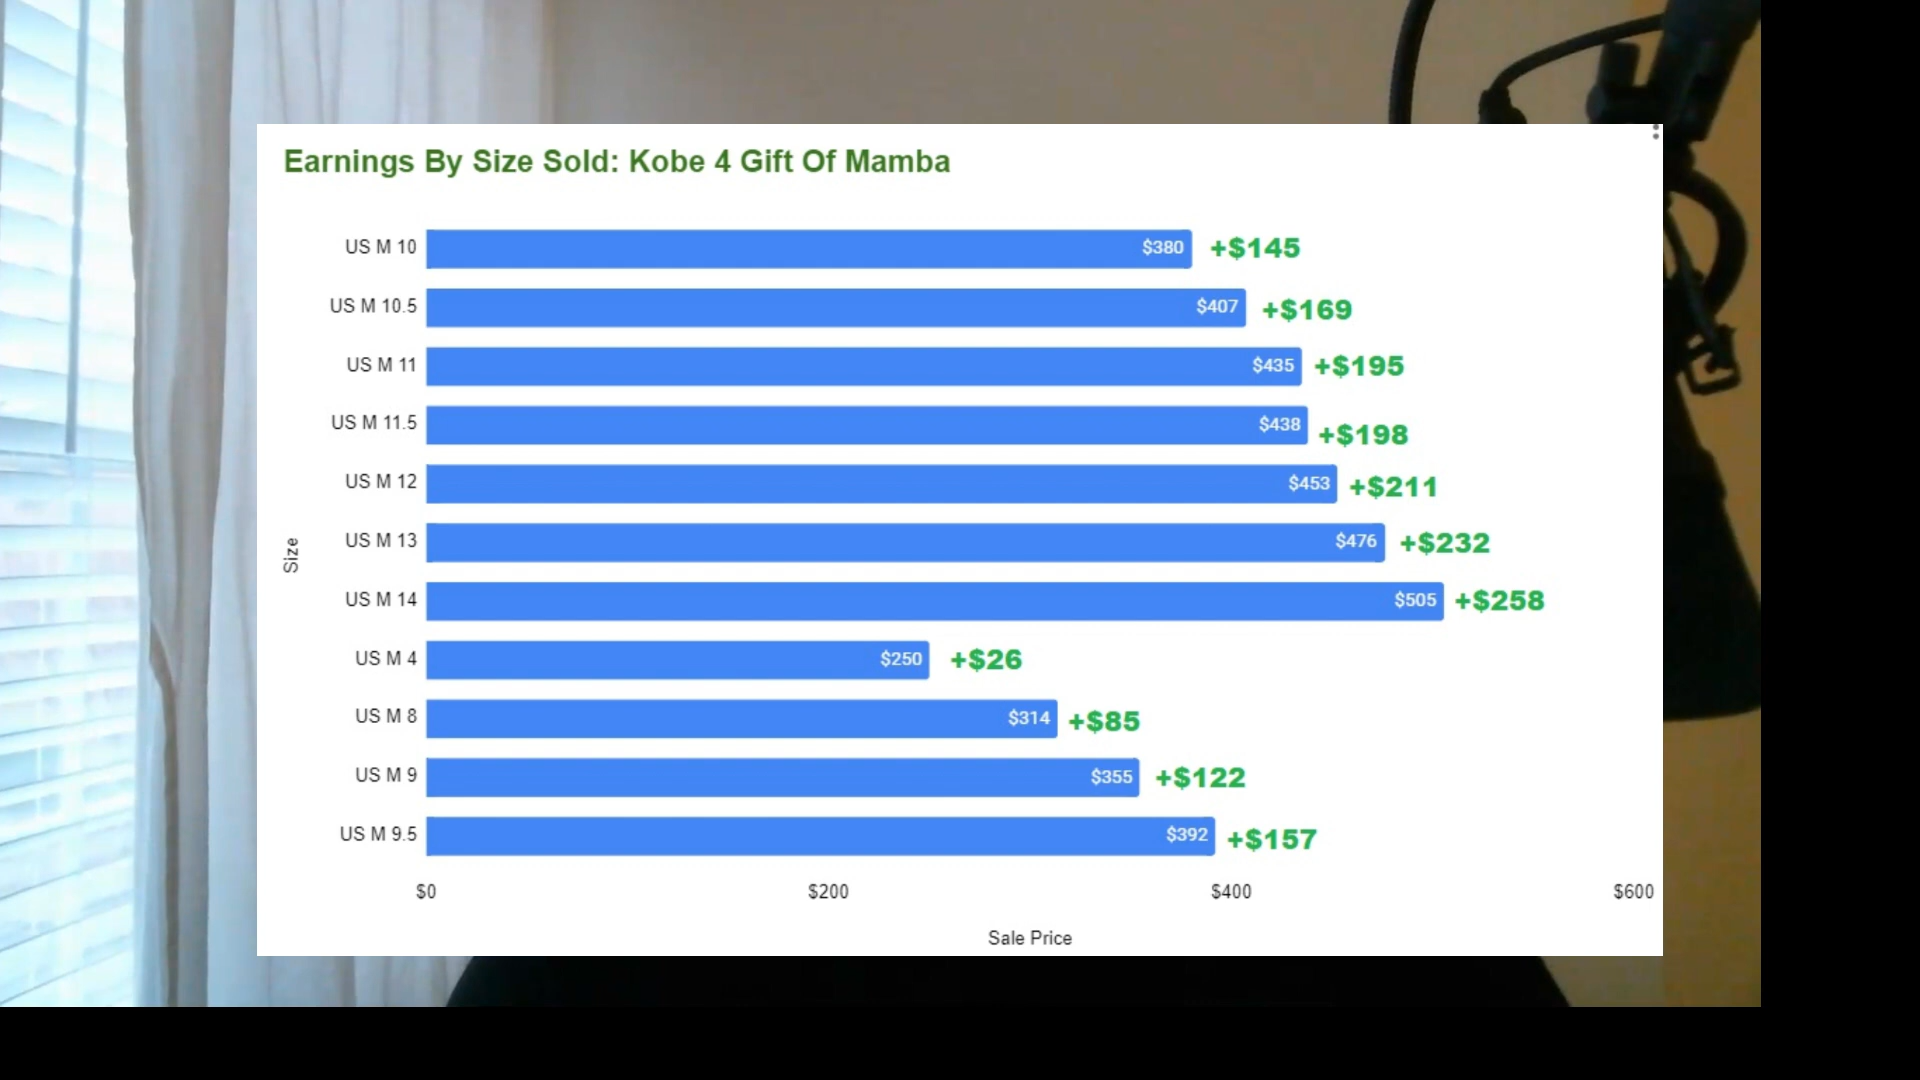 Earnings By Size Sold: Kobe 4 Gift Of Mamba
US M 10 $380 +$145
US M 10.5 $407 +$169
US M 11 $435 +$195
US M 11.5 $438 +$198
US M 12 $453 +$211
Size
US M 13 $476 +$232
US M 14 $505 +$258
US M 4 $250 +$26
US M 8 $314 +$85
US M 9 $355 +$122
US M 9.5 $392 +$157
$0 $200 $400 $600
Sale Price